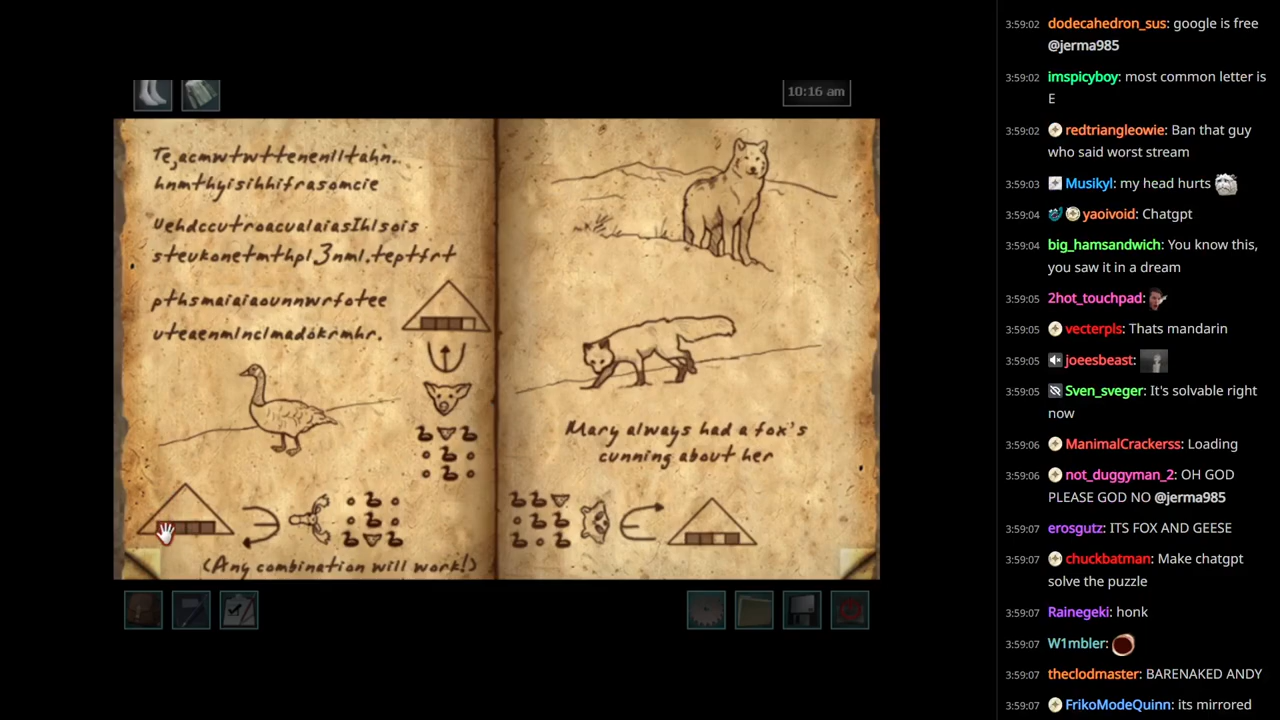 10:16 am
Te,acmwtwttenenlltahn.
hnmthyisihhifrasomcie
UehdccutroacualaiasIhlsois
steukonetmthpl.3nml.teptfrt
pthsmaiaiaounnwrfotee
uteaenmlnclmadokrmhr.
Mary always had a fox's
cunning about her
(Any combination will work!)
3:59:02 dodecahedron_sus: google is free
@jerma985
3:59:02 imspicyboy: most common letter is
E
3:59:02 redtriangleowie: Ban that guy
who said worst stream
3:59:03 Musikyl: my head hurts
3:59:04 yaoivoid: Chatgpt
3:59:04 big_hamsandwich: You know this,
you saw it in a dream
3:59:05 2hot_touchpad:
3:59:05 vecterpls: Thats mandarin
3:59:05 joeesbeast:
3:59:05 Sven_sveger: It's solvable right
now
3:59:06 ManimalCrackerss: Loading
3:59:06 not_duggyman_2: OH GOD
PLEASE GOD NO @jerma985
3:59:07 erosgutz: ITS FOX AND GEESE
3:59:07 chuckbatman: Make chatgpt
solve the puzzle
3:59:07 Rainegeki: honk
3:59:07 W1mbler:
3:59:07 theclodmaster: BARENAKED ANDY
3:59:07 FrikoModeQuinn: its mirrored